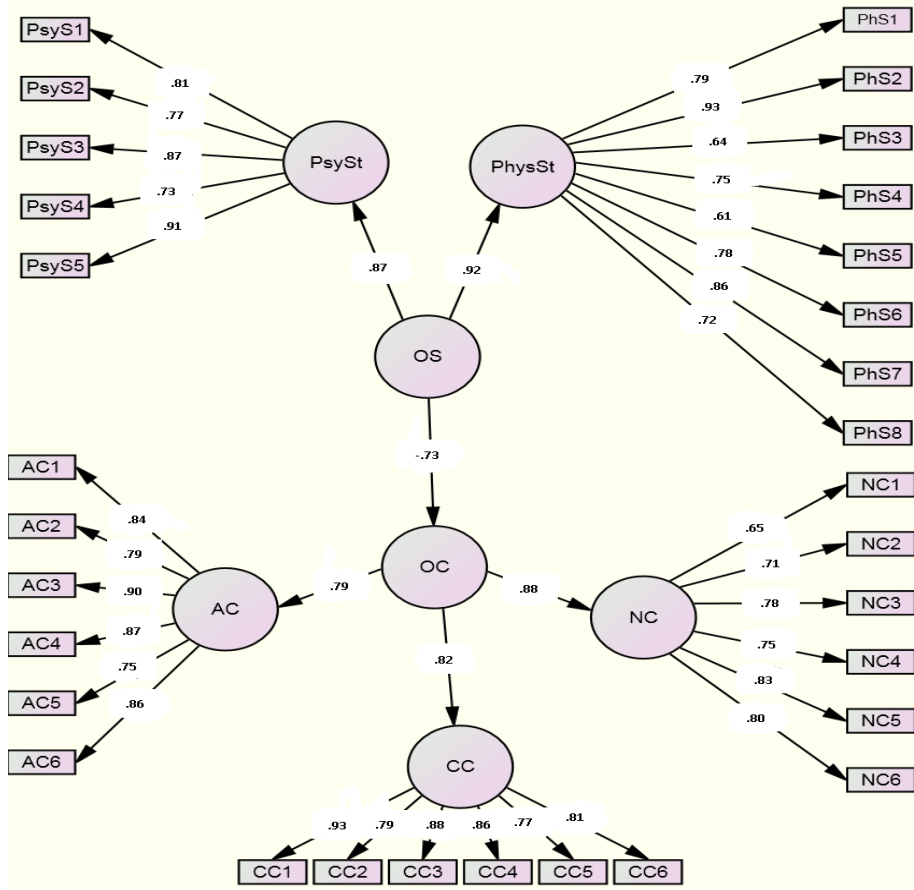 PsyS1
PsyS2
PsyS3
PsyS4
PsyS5
.81
.77
.87
.73
.91
PsySt
PhysSt
.79
.93
.64
.75
.61
.78
.86
.72
PhS1
PhS2
PhS3
PhS4
PhS5
PhS6
PhS7
PhS8
.87
.92
OS
-.73
OC
.79
.88
.82
AC
AC1
AC2
AC3
AC4
AC5
AC6
.84
.79
.90
.87
.75
.86
NC
.65
.71
.78
.75
.83
.80
NC1
NC2
NC3
NC4
NC5
NC6
CC
.93
.79
.88
.86
.77
.81
CC1
CC2
CC3
CC4
CC5
CC6